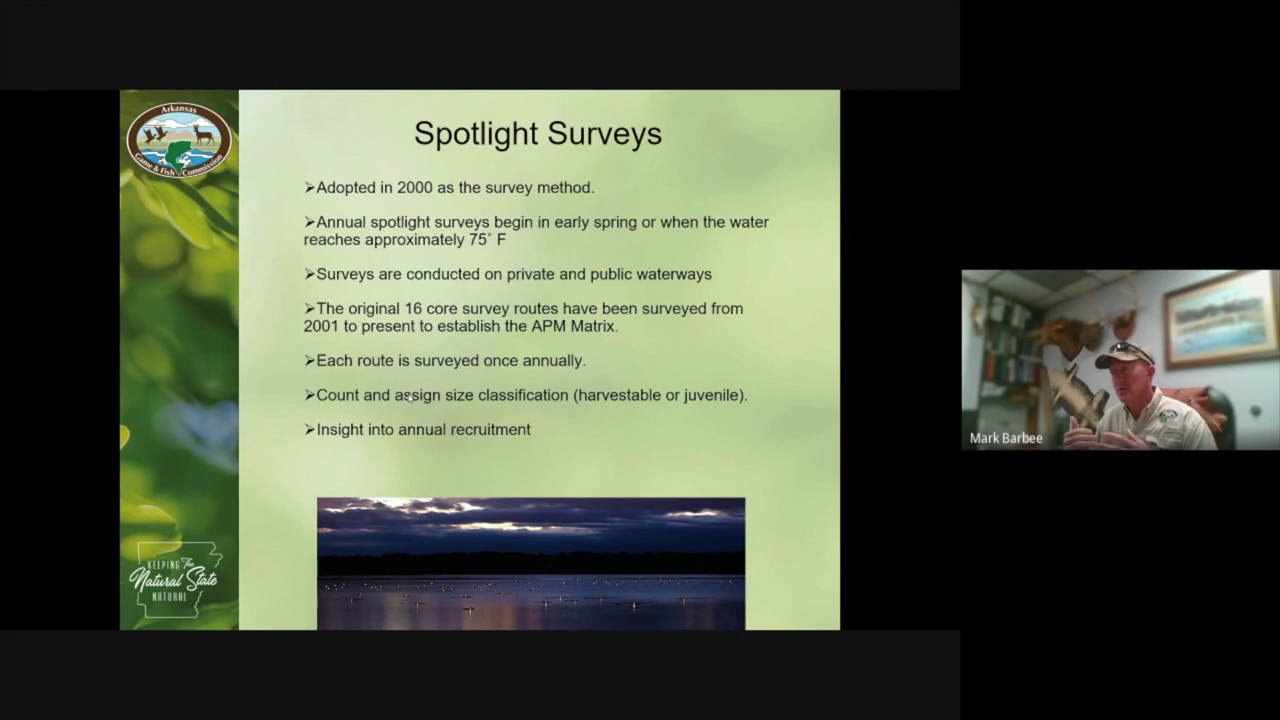 Arkansas
Game & Fish Commission
Spotlight Surveys
➢Adopted in 2000 as the survey method.
➢Annual spotlight surveys begin in early spring or when the water
reaches approximately 75˚ F
➢Surveys are conducted on private and public waterways
➢The original 16 core survey routes have been surveyed from
2001 to present to establish the APM Matrix.
➢Each route is surveyed once annually.
➢Count and assign size classification (harvestable or juvenile).
➢Insight into annual recruitment
KEEPING The
Natural State
NATURAL
Mark Barbee